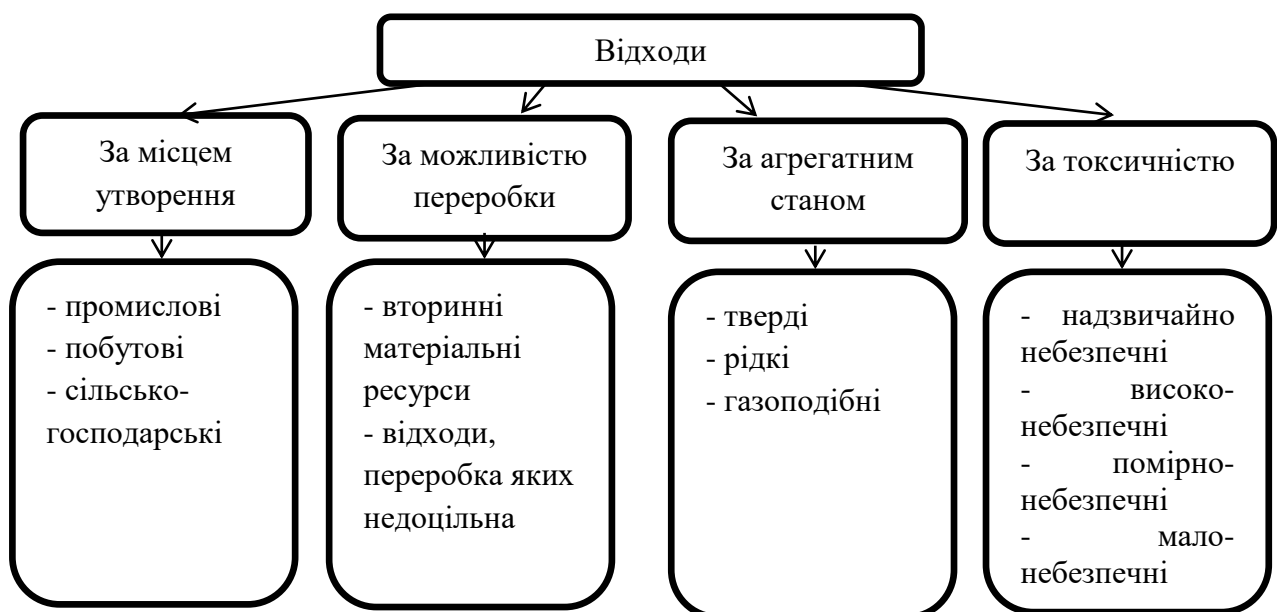 Відходи
За місцем
утворення
За можливістю
переробки
За агрегатним
станом
За токсичністю
- промислові
- побутові
- сільсько-
господарські
- вторинні
матеріальні
ресурси
- відходи,
переробка яких
недоцільна
- тверді
- рідкі
- газоподібні
- надзвичайно
небезпечні
- високо-
небезпечні
- помірно-
небезпечні
- мало-
небезпечні